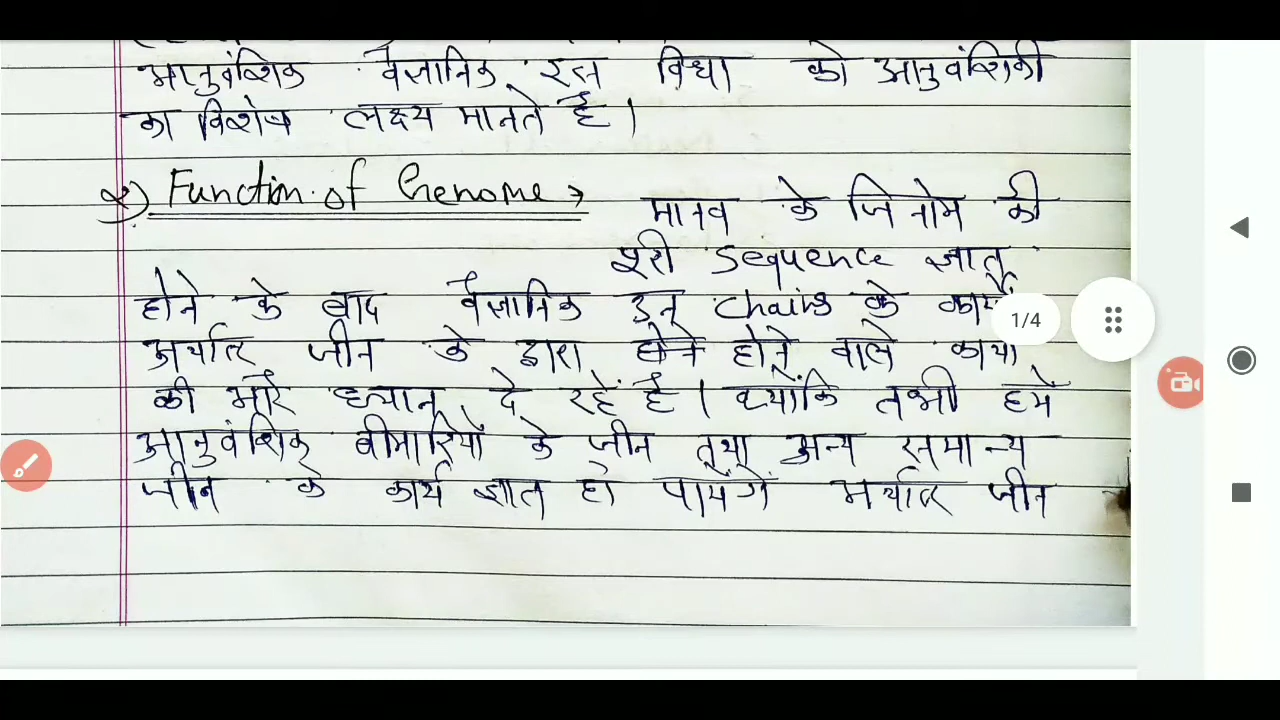 आनुवंशिक वैज्ञानिक इस विधा को आनुवंशिकी
का विशेष लक्ष्य मानते है।
2) Function of Genome → मानव के जिनोम की
पूरी Sequence ज्ञात
होने के बाद वैज्ञानिक इन chains के
अर्थात जीन के द्वारा होने वाले कार्यो
की ओर ध्यान दे रहें है। क्योंकि तभी हमे
आनुवंशिक बीमारियों के जीन तथा अन्य समान्य
जीन के कार्य ज्ञात हो पायेंगे अर्थात जीन
1/4